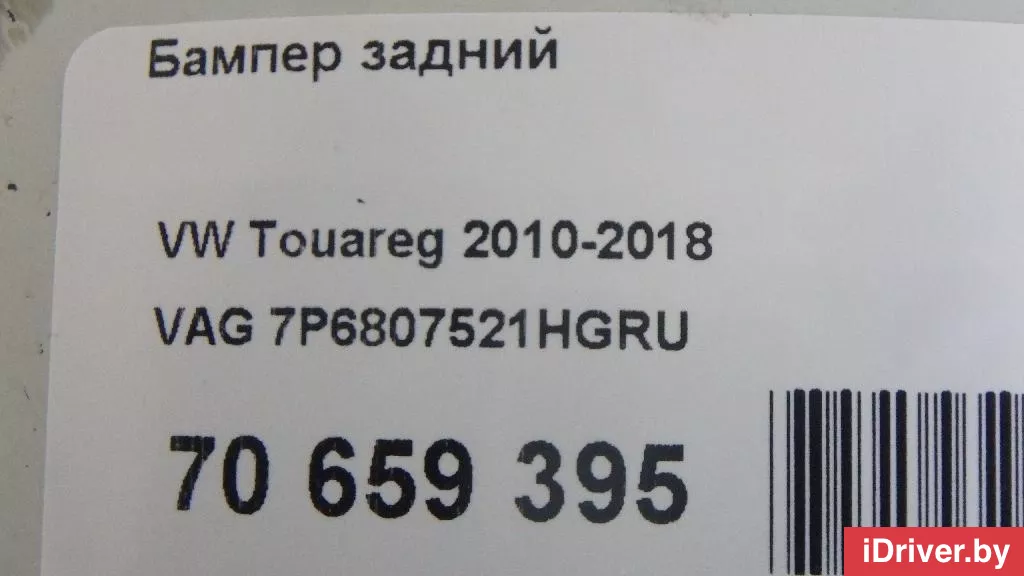 Бампер задний
VW Touareg 2010-2018
VAG 7P6807521HGRU
70 659 395
iDriver.by